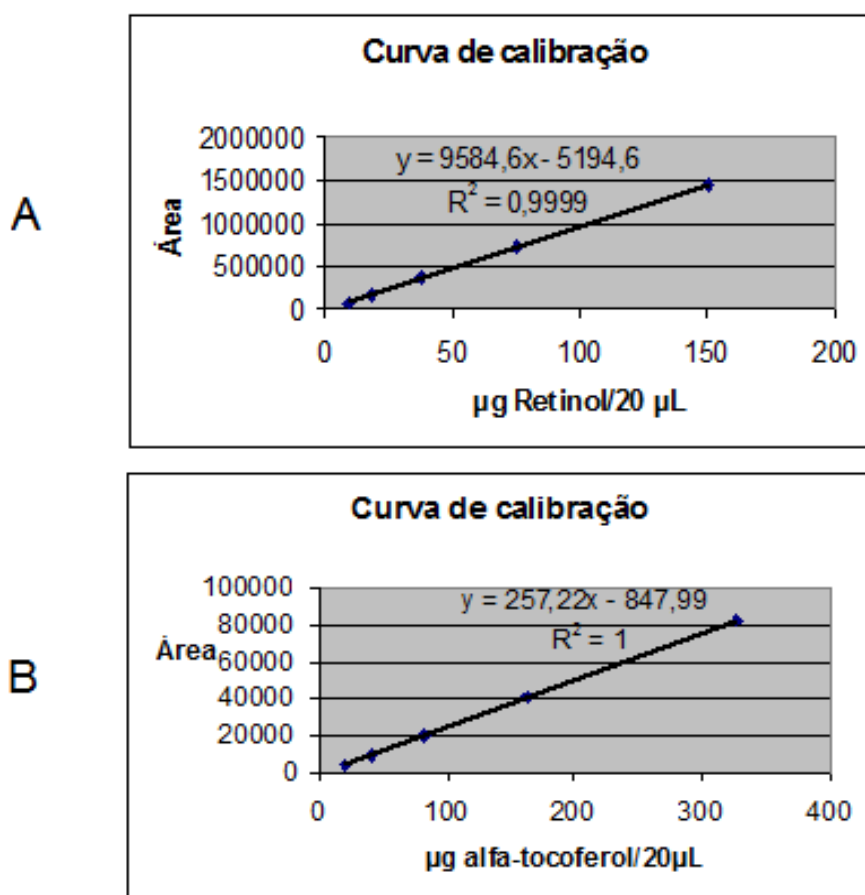 A
Curva de calibração
2000000
1500000
1000000
500000
0
Área
y = 9584,6x - 5194,6
R² = 0,9999
0 50 100 150 200
µg Retinol/20 µL
B
Curva de calibração
100000
80000
60000
40000
20000
0
Área
y = 257,22x - 847,99
R² = 1
0 100 200 300 400
µg alfa-tocoferol/20µL